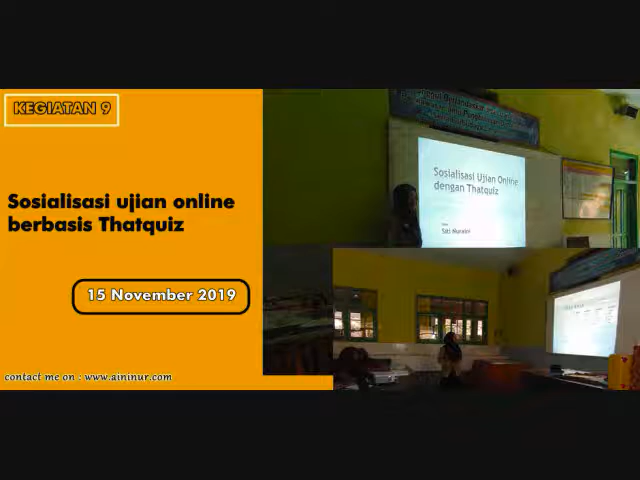 KEGIATAN 9
Sosialisasi ujian online
berbasis Thatquiz
15 November 2019
contact me on : www.aininur.com
Sosialisasi Ujian Online
dengan Thatquiz